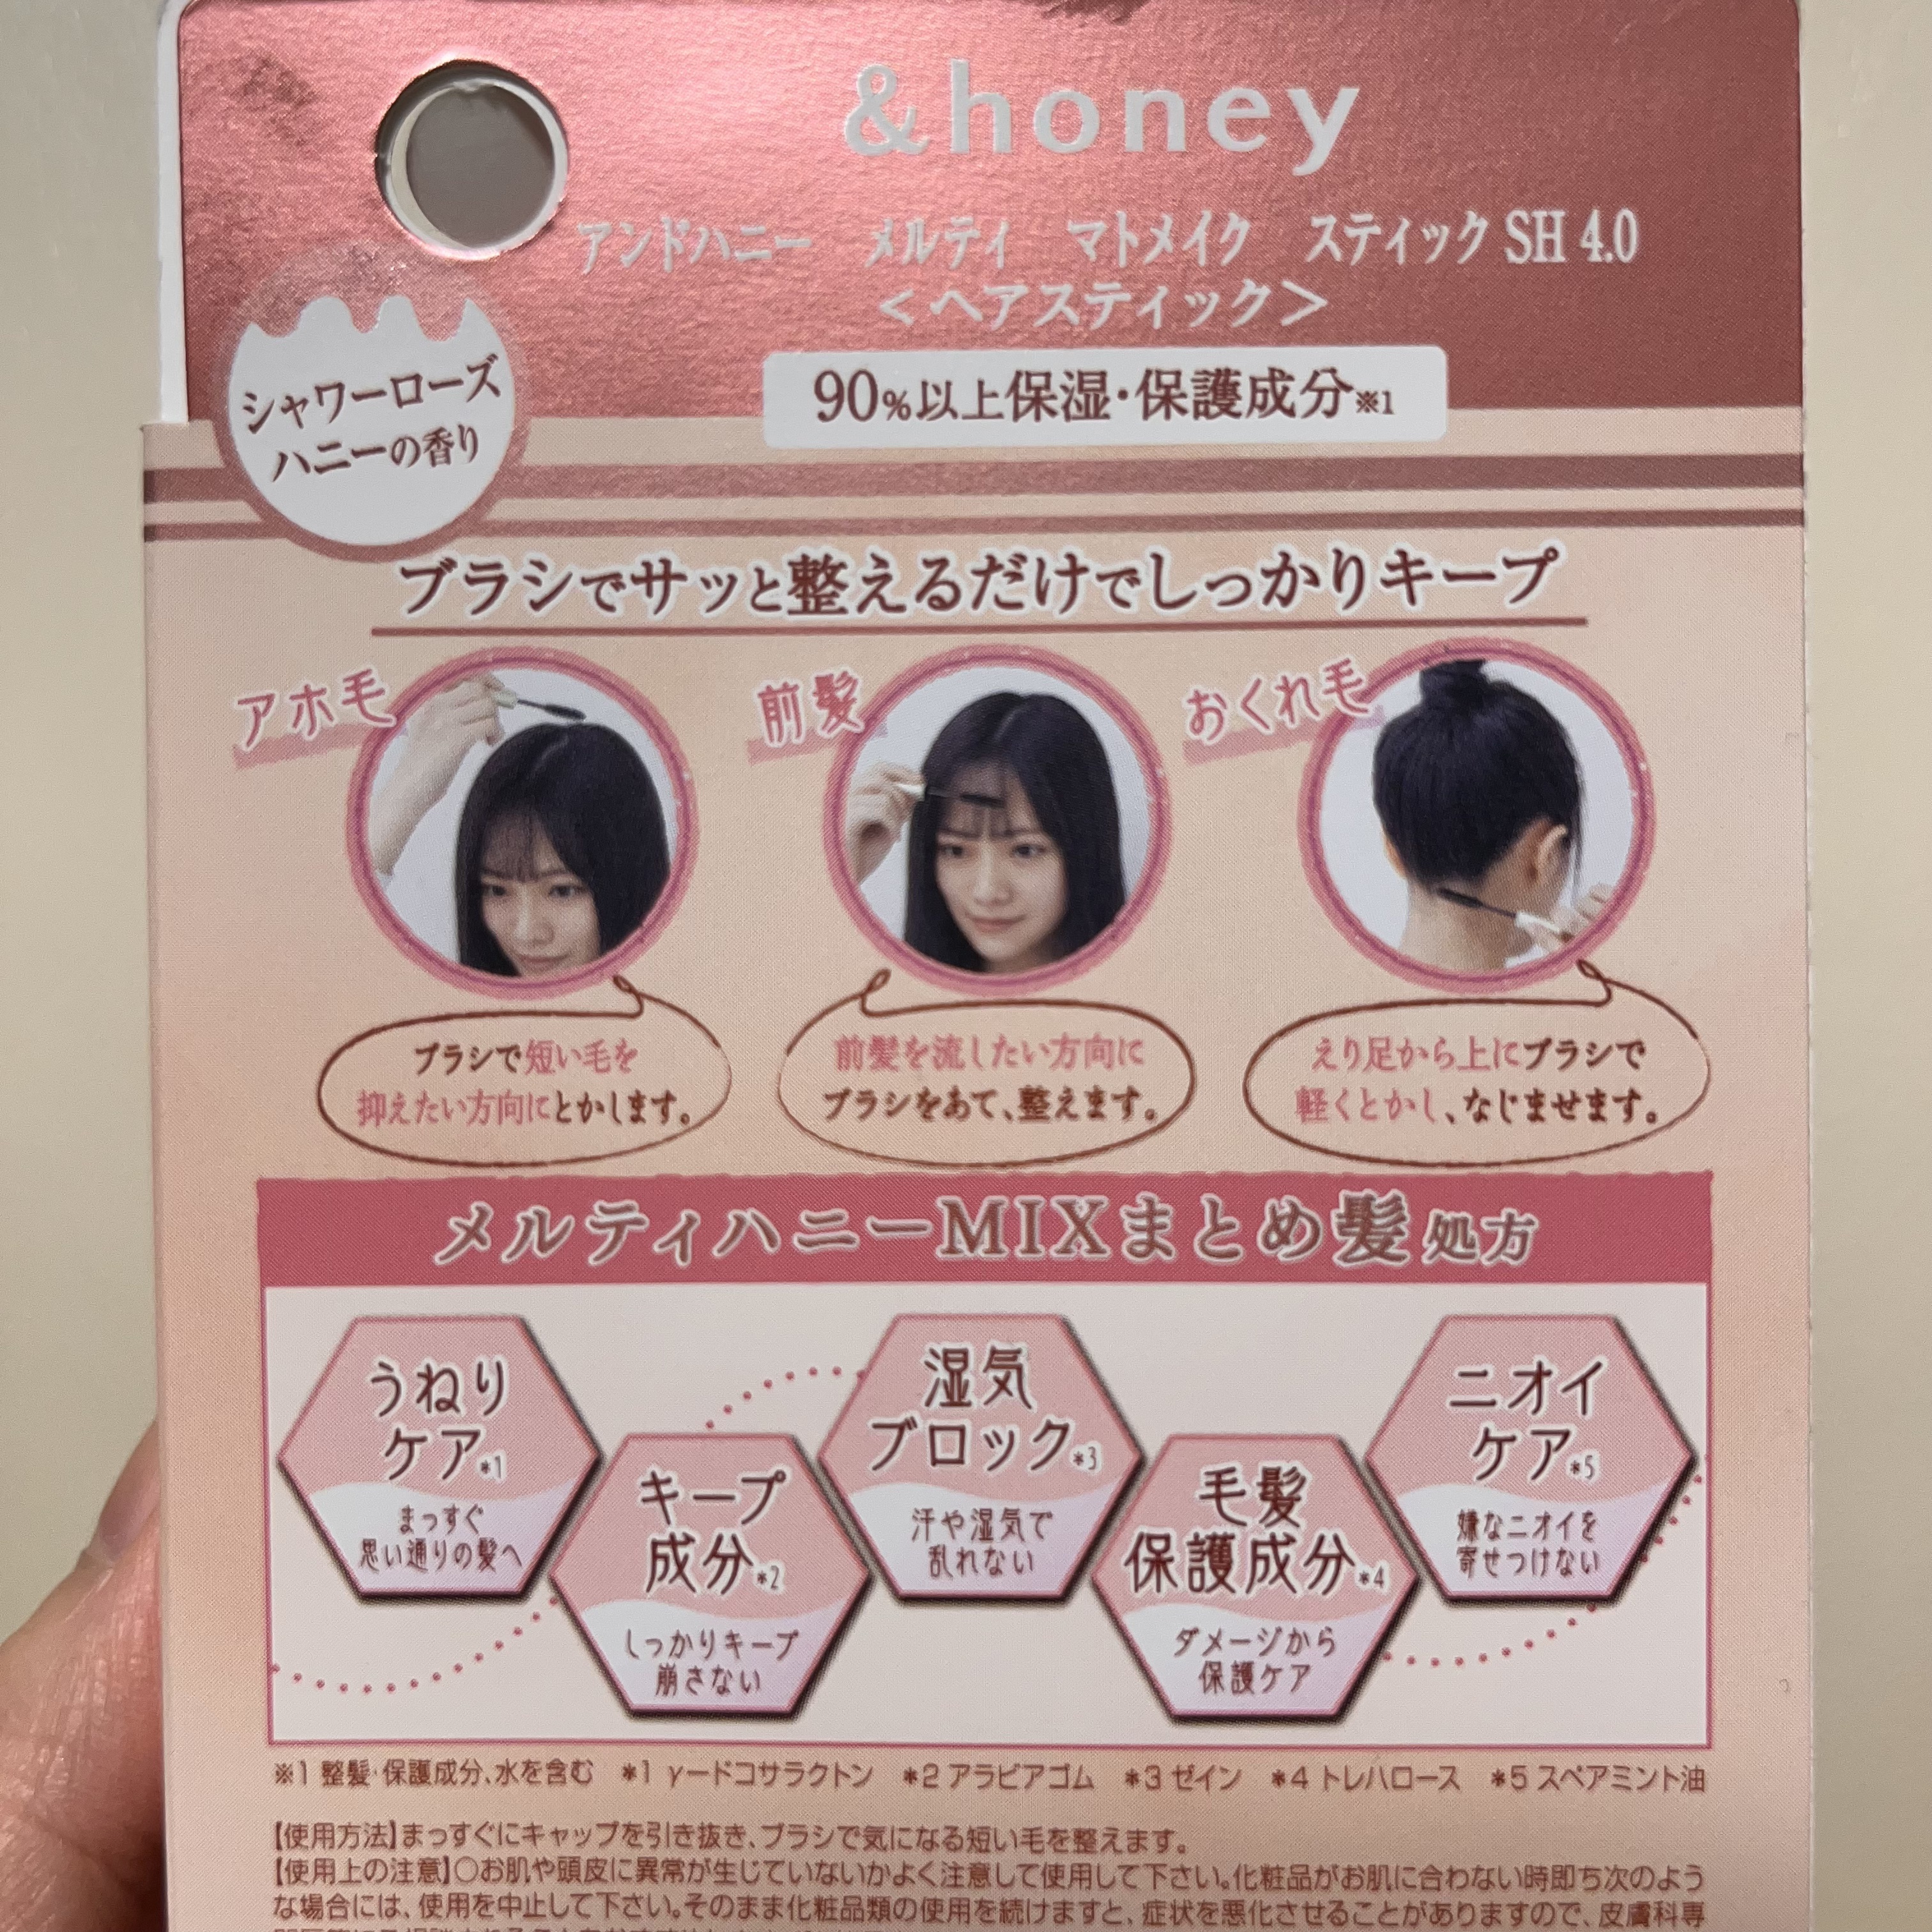 &honey
アンドハニー メルティ マトメイク スティック SH 4.0
<ヘアスティック>
シャワーローズ
ハニーの香り
90%以上保湿・保護成分※1
ブラシでサッと整えるだけでしっかりキープ
アホ毛
前髪
おくれ毛
ブラシで短い毛を
抑えたい方向にとかします。
前髪を流したい方向に
ブラシをあて、整えます。
えり足から上にブラシで
軽くとかし、なじませます。
メルティハニーMIXまとめ髪 処方
うねり
ケア*1
まっすぐ
思い通りの髪へ
キープ
成分*2
しっかりキープ
崩さない
湿気
ブロック*3
汗や湿気で
乱れない
毛髪
保護成分*4
ダメージから
保護ケア
ニオイ
ケア*5
嫌なニオイを
寄せつけない
※1 整髪・保護成分、水を含む *1 γードコサラクトン *2 アラビアゴム *3 ゼイン *4 トレハロース *5 スペアミント油
【使用方法】まっすぐにキャップを引き抜き、ブラシで気になる短い毛を整えます。
【使用上の注意】○お肌や頭皮に異常が生じていないかよく注意して使用して下さい。化粧品がお肌に合わない時即ち次のよう
な場合には、使用を中止して下さい。そのまま化粧品類の使用を続けますと、症状を悪化させることがありますので、皮膚科専